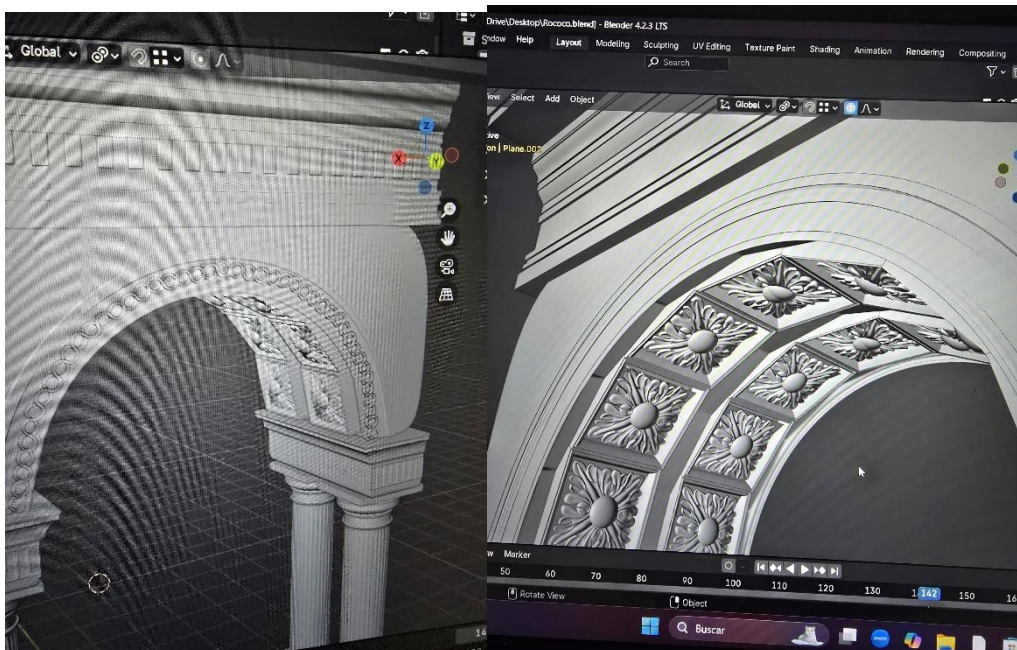 Global
Z
X
Y
Drive\Desktop\Rococo.blend] - Blender 4.2.3 LTS
Help
Layout
Modeling
Sculpting
UV Editing
Texture Paint
Shading
Animation
Rendering
Compositing
Search
Select
Add
Object
Global
Plane.002
Marker
50
60
70
80
90
100
110
120
130
142
150
Rotate View
Object
Buscar
zoom